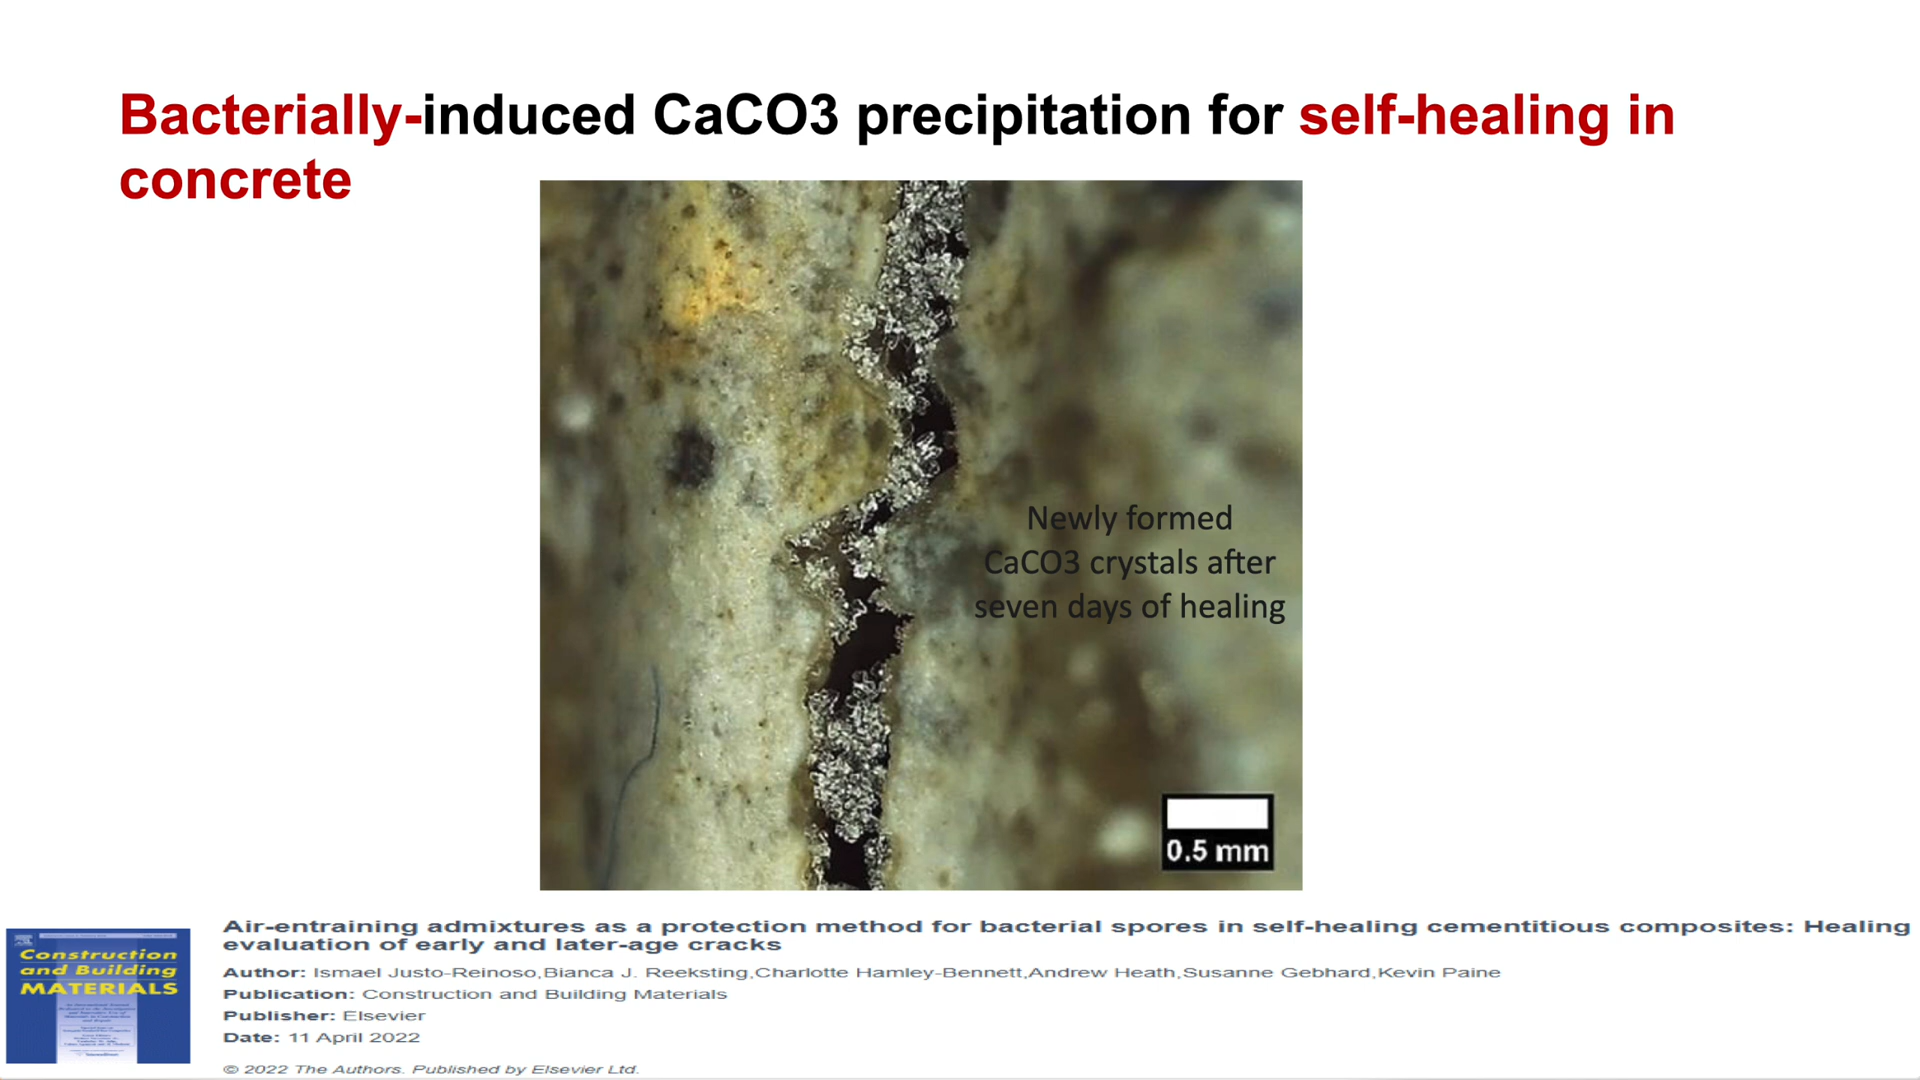 Bacterially-induced CaCO3 precipitation for self-healing in
concrete
Newly formed
CaCO3 crystals after
seven days of healing
0.5 mm
Air-entraining admixtures as a protection method for bacterial spores in self-healing cementitious composites: Healing
evaluation of early and later-age cracks
Author: Ismael Justo-Reinoso,Bianca J. Reeksting,Charlotte Hamley-Bennett,Andrew Heath,Susanne Gebhard,Kevin Paine
Publication: Construction and Building Materials
Publisher: Elsevier
Date: 11 April 2022
© 2022 The Authors. Published by Elsevier Ltd.
Construction
and Building
MATERIALS